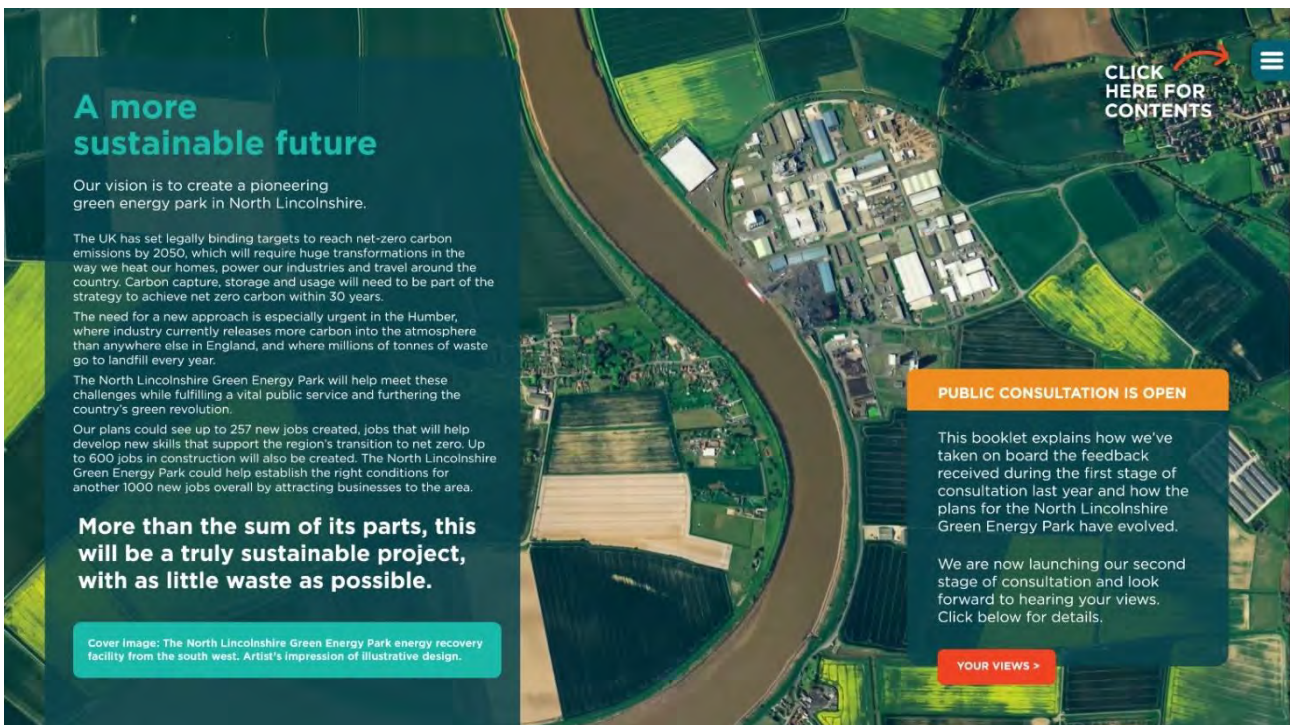 A more
sustainable future
Our vision is to create a pioneering
green energy park in North Lincolnshire.
The UK has set legally binding targets to reach net-zero carbon
emissions by 2050, which will require huge transformations in the
way we heat our homes, power our industries and travel around the
country. Carbon capture, storage and usage will need to be part of the
strategy to achieve net zero carbon within 30 years.
The need for a new approach is especially urgent in the Humber,
where industry currently releases more carbon into the atmosphere
than anywhere else in England, and where millions of tonnes of waste
go to landfill every year.
The North Lincolnshire Green Energy Park will help meet these
challenges while fulfilling a vital public service and furthering the
country's green revolution.
Our plans could see up to 257 new jobs created, jobs that will help
develop new skills that support the region's transition to net zero. Up
to 600 jobs in construction will also be created. The North Lincolnshire
Green Energy Park could help establish the right conditions for
another 1000 new jobs overall by attracting businesses to the area.
More than the sum of its parts, this
will be a truly sustainable project,
with as little waste as possible.
Cover image: The North Lincolnshire Green Energy Park energy recovery
facility from the south west. Artist's impression of illustrative design.
CLICK
HERE FOR
CONTENTS
PUBLIC CONSULTATION IS OPEN
This booklet explains how we've
taken on board the feedback
received during the first stage of
consultation last year and how the
plans for the North Lincolnshire
Green Energy Park have evolved.
We are now launching our second
stage of consultation and look
forward to hearing your views.
Click below for details.
YOUR VIEWS >